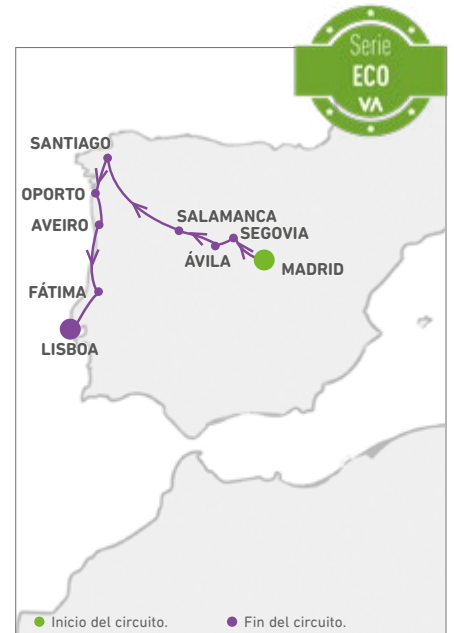 Serie
ECO
VA
SANTIAGO
OPORTO
AVEIRO
SALAMANCA
SEGOVIA
ÁVILA
MADRID
FÁTIMA
LISBOA
Inicio del circuito.
Fin del circuito.